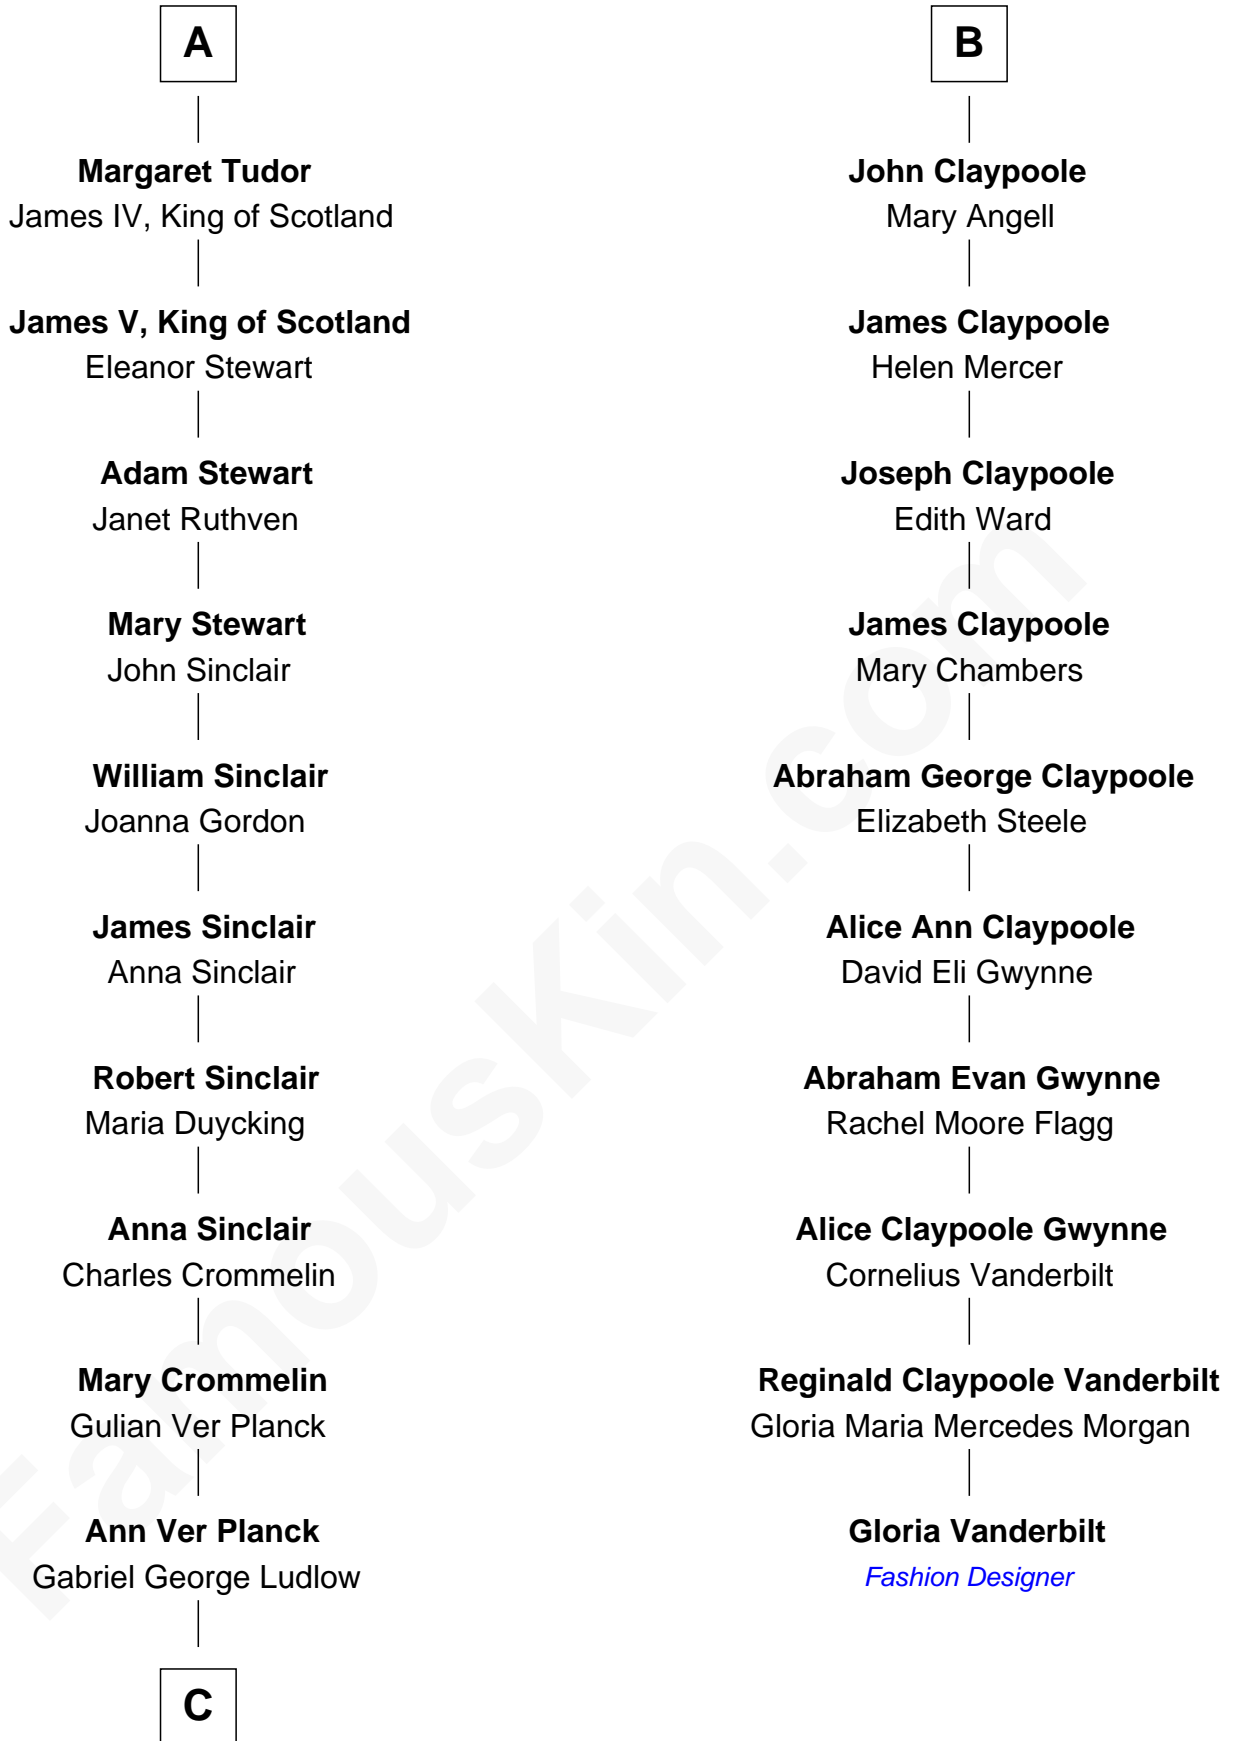 A
Margaret Tudor
James IV, King of Scotland
James V, King of Scotland
Eleanor Stewart
Adam Stewart
Janet Ruthven
Mary Stewart
John Sinclair
William Sinclair
Joanna Gordon
James Sinclair
Anna Sinclair
Robert Sinclair
Maria Duycking
Anna Sinclair
Charles Crommelin
Mary Crommelin
Gulian Ver Planck
Ann Ver Planck
Gabriel George Ludlow
C
B
John Claypoole
Mary Angell
James Claypoole
Helen Mercer
Joseph Claypoole
Edith Ward
James Claypoole
Mary Chambers
Abraham George Claypoole
Elizabeth Steele
Alice Ann Claypoole
David Eli Gwynne
Abraham Evan Gwynne
Rachel Moore Flagg
Alice Claypoole Gwynne
Cornelius Vanderbilt
Reginald Claypoole Vanderbilt
Gloria Maria Mercedes Morgan
Gloria Vanderbilt
Fashion Designer
FamousKin.com